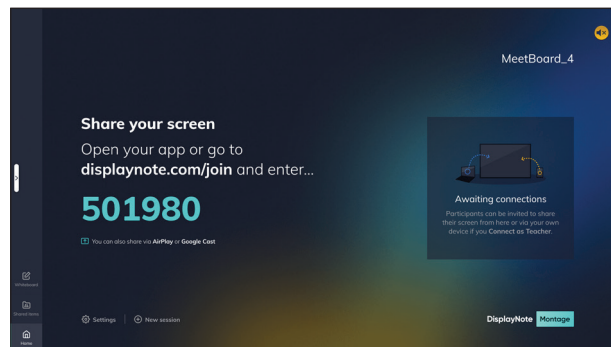 MeetBoard_4
Share your screen
Open your app or go to
displaynote.com/join and enter...
501980
You can also share via AirPlay or Google Cast
Awaiting connections
Participants can be invited to share
their screen from here or via your own
device if you Connect as Teacher.
Whiteboard
Shared items
Home
Settings
New session
DisplayNote Montage